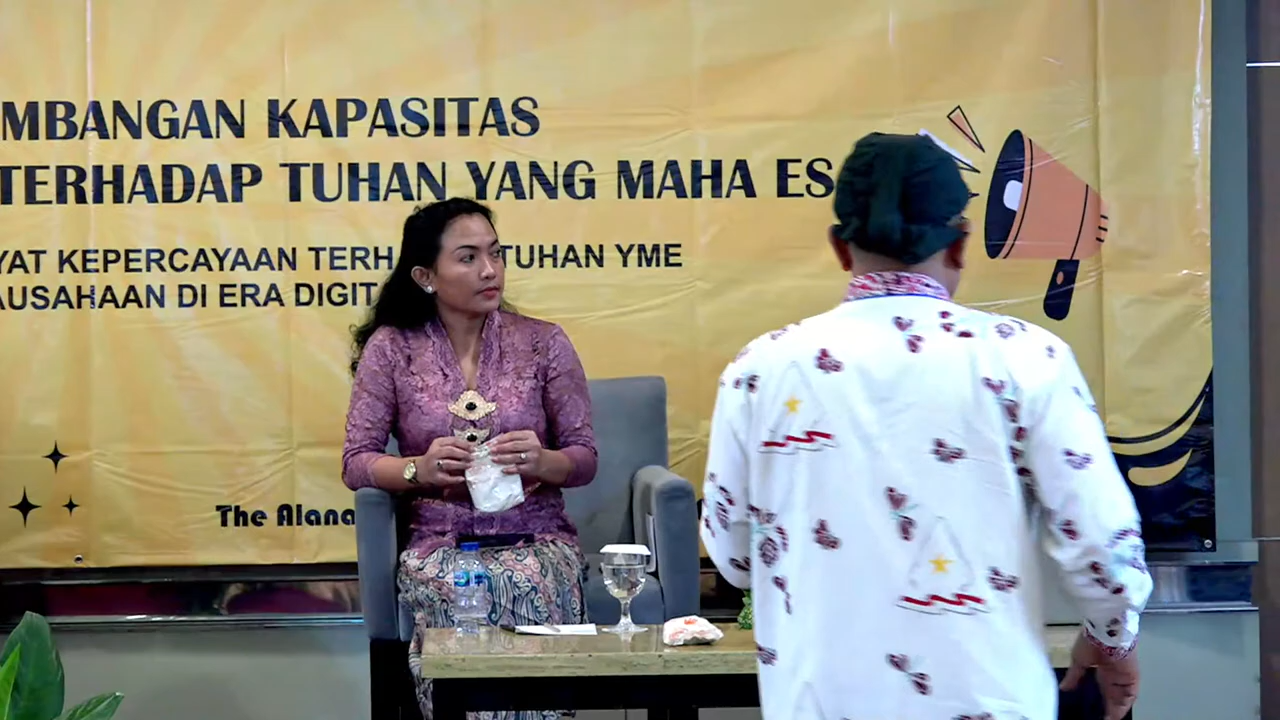 MBANGAN KAPASITAS
TERHADAP TUHAN YANG MAHA ES
YAT KEPERCAYAAN TERH TUHAN YME
AUSAHAAN DI ERA DIGIT
The Alana